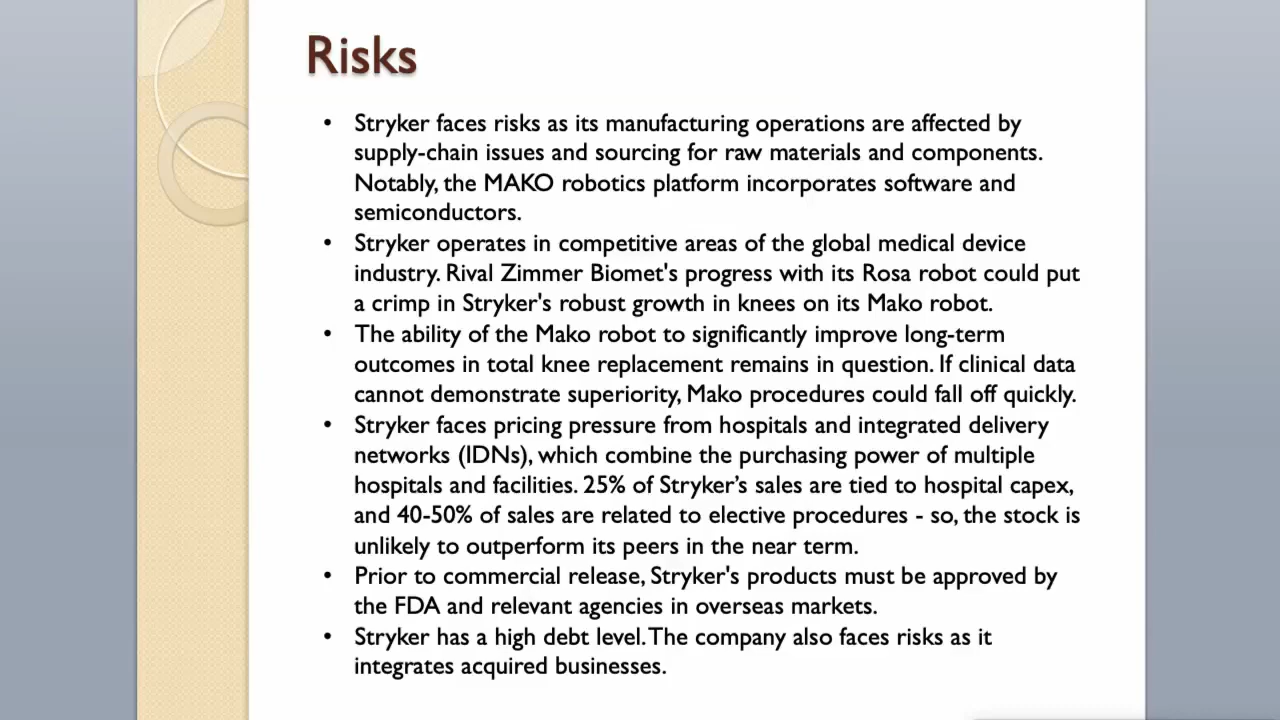 Risks
• Stryker faces risks as its manufacturing operations are affected by
supply-chain issues and sourcing for raw materials and components.
Notably, the MAKO robotics platform incorporates software and
semiconductors.
• Stryker operates in competitive areas of the global medical device
industry. Rival Zimmer Biomet's progress with its Rosa robot could put
a crimp in Stryker's robust growth in knees on its Mako robot.
• The ability of the Mako robot to significantly improve long-term
outcomes in total knee replacement remains in question. If clinical data
cannot demonstrate superiority, Mako procedures could fall off quickly.
• Stryker faces pricing pressure from hospitals and integrated delivery
networks (IDNs), which combine the purchasing power of multiple
hospitals and facilities. 25% of Stryker’s sales are tied to hospital capex,
and 40-50% of sales are related to elective procedures - so, the stock is
unlikely to outperform its peers in the near term.
• Prior to commercial release, Stryker's products must be approved by
the FDA and relevant agencies in overseas markets.
• Stryker has a high debt level. The company also faces risks as it
integrates acquired businesses.